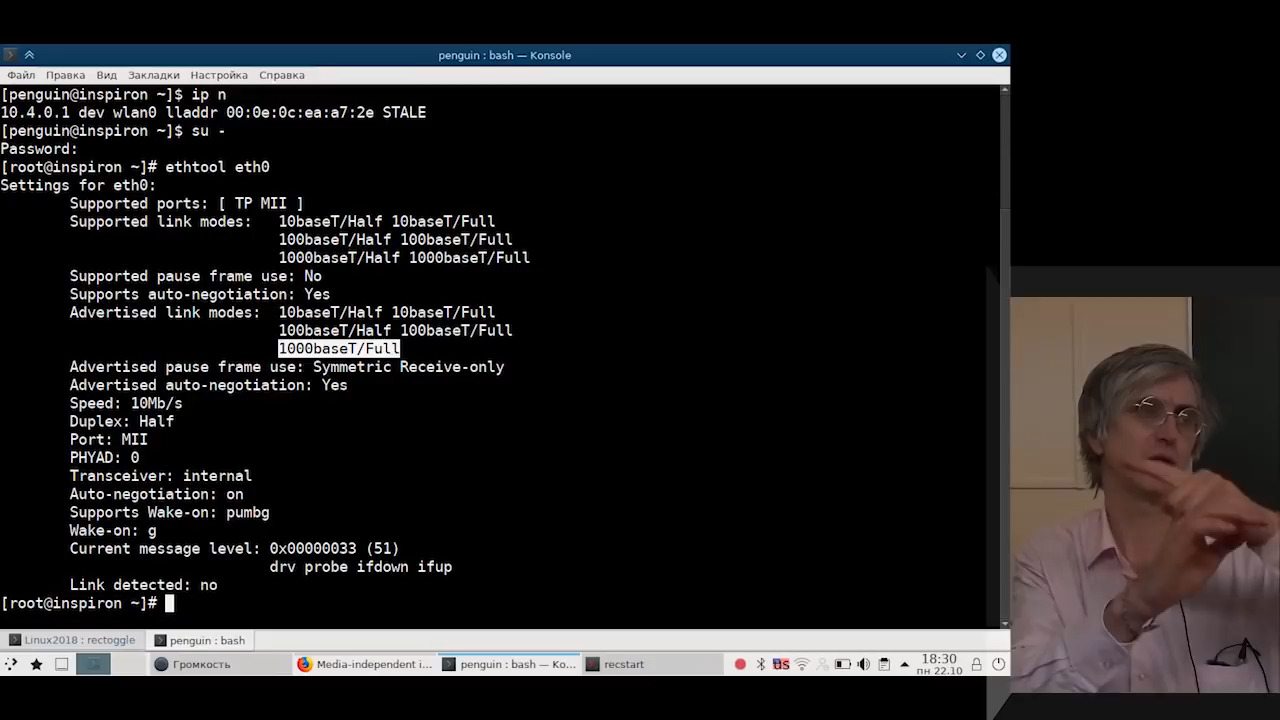 penguin : bash — Konsole
Файл Правка Вид Закладки Настройка Справка
[penguin@inspiron ~]$ ip n
10.4.0.1 dev wlan0 lladdr 00:0e:0c:ea:a7:2e STALE
[penguin@inspiron ~]$ su -
Password:
[root@inspiron ~]# ethtool eth0
Settings for eth0:
Supported ports: [ TP MII ]
Supported link modes: 10baseT/Half 10baseT/Full
100baseT/Half 100baseT/Full
1000baseT/Half 1000baseT/Full
Supported pause frame use: No
Supports auto-negotiation: Yes
Advertised link modes: 10baseT/Half 10baseT/Full
100baseT/Half 100baseT/Full
1000baseT/Full
Advertised pause frame use: Symmetric Receive-only
Advertised auto-negotiation: Yes
Speed: 10Mb/s
Duplex: Half
Port: MII
PHYAD: 0
Transceiver: internal
Auto-negotiation: on
Supports Wake-on: pumbg
Wake-on: g
Current message level: 0x00000033 (51)
drv probe ifdown ifup
Link detected: no
[root@inspiron ~]#
Linux2018 : rectoggle penguin : bash
Громкость Media-independent i... penguin : bash — Ko... recstart US 18:30
пн 22.10